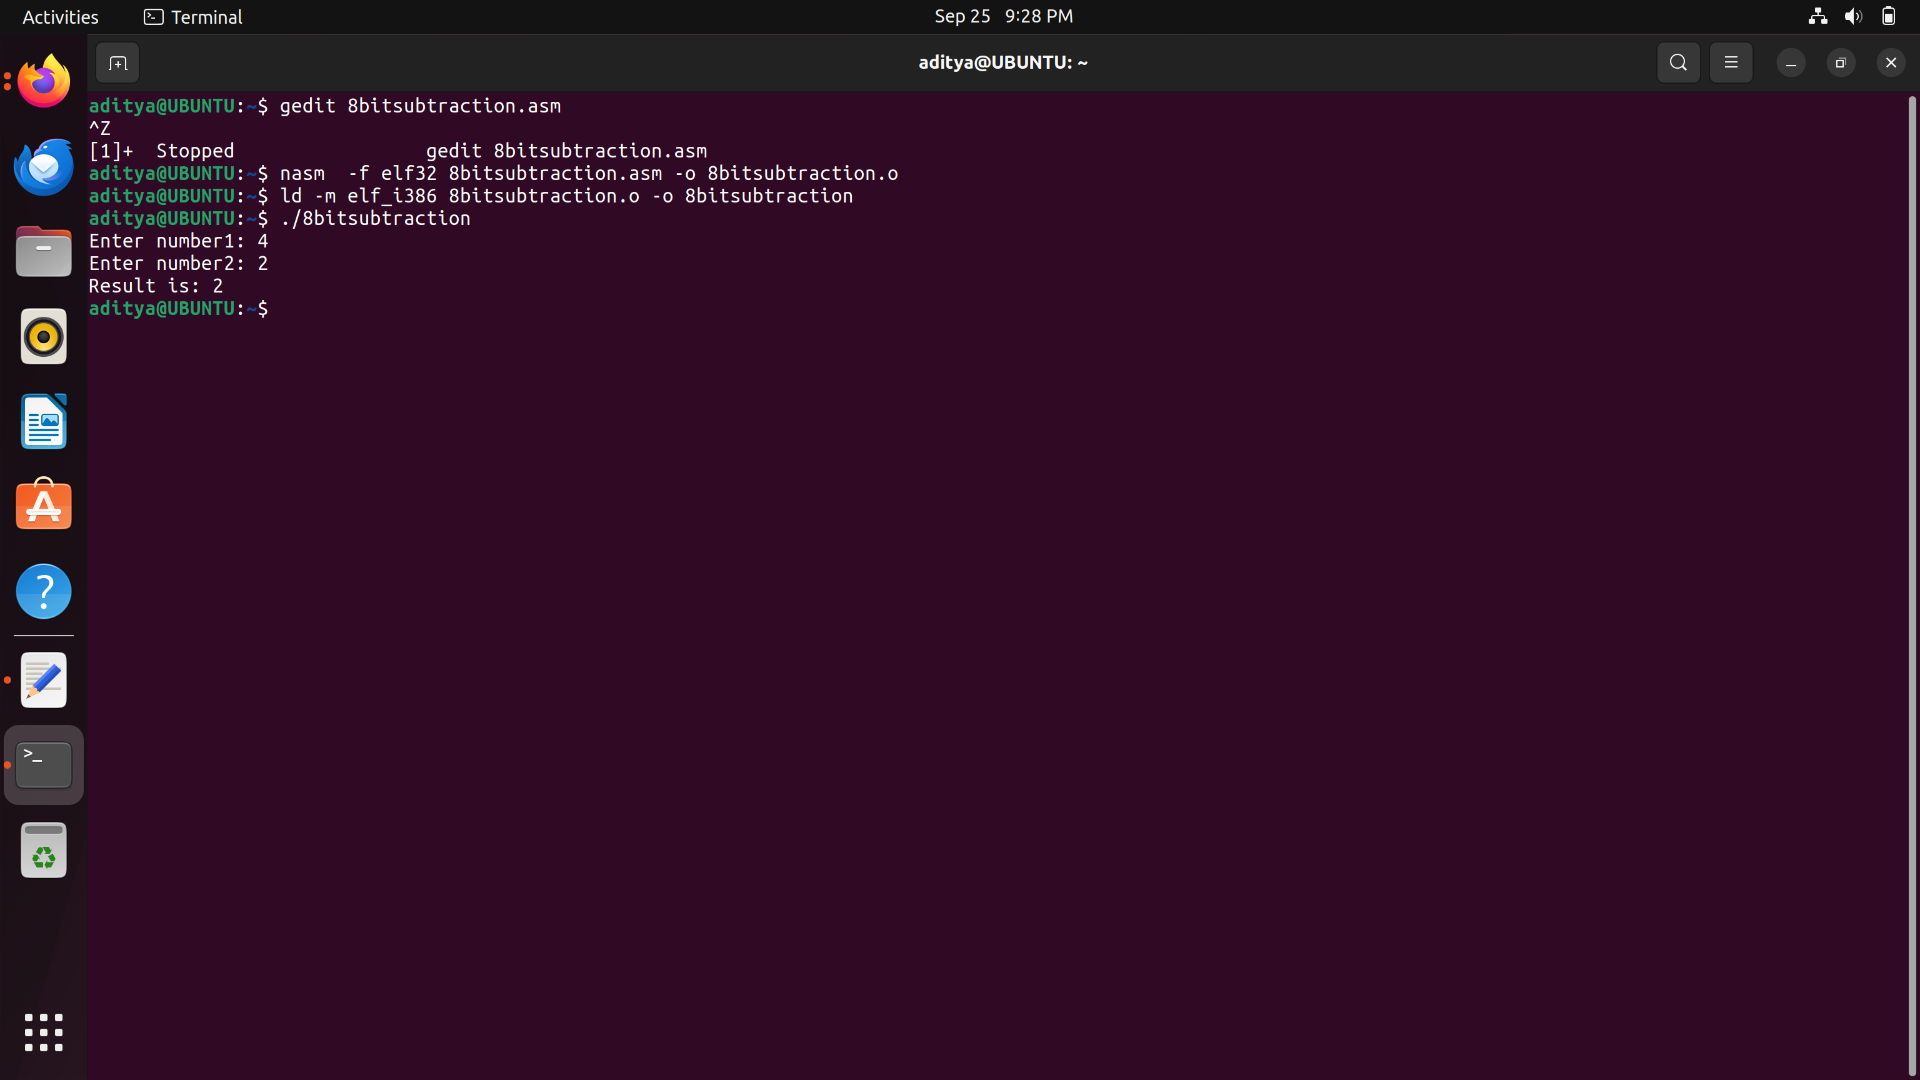 Activities Terminal Sep 25 9:28 PM
aditya@UBUNTU: ~
aditya@UBUNTU:~$ gedit 8bitsubtraction.asm
^Z
[1]+  Stopped                 gedit 8bitsubtraction.asm
aditya@UBUNTU:~$ nasm  -f elf32 8bitsubtraction.asm -o 8bitsubtraction.o
aditya@UBUNTU:~$ ld -m elf_i386 8bitsubtraction.o -o 8bitsubtraction
aditya@UBUNTU:~$ ./8bitsubtraction
Enter number1: 4
Enter number2: 2
Result is: 2
aditya@UBUNTU:~$